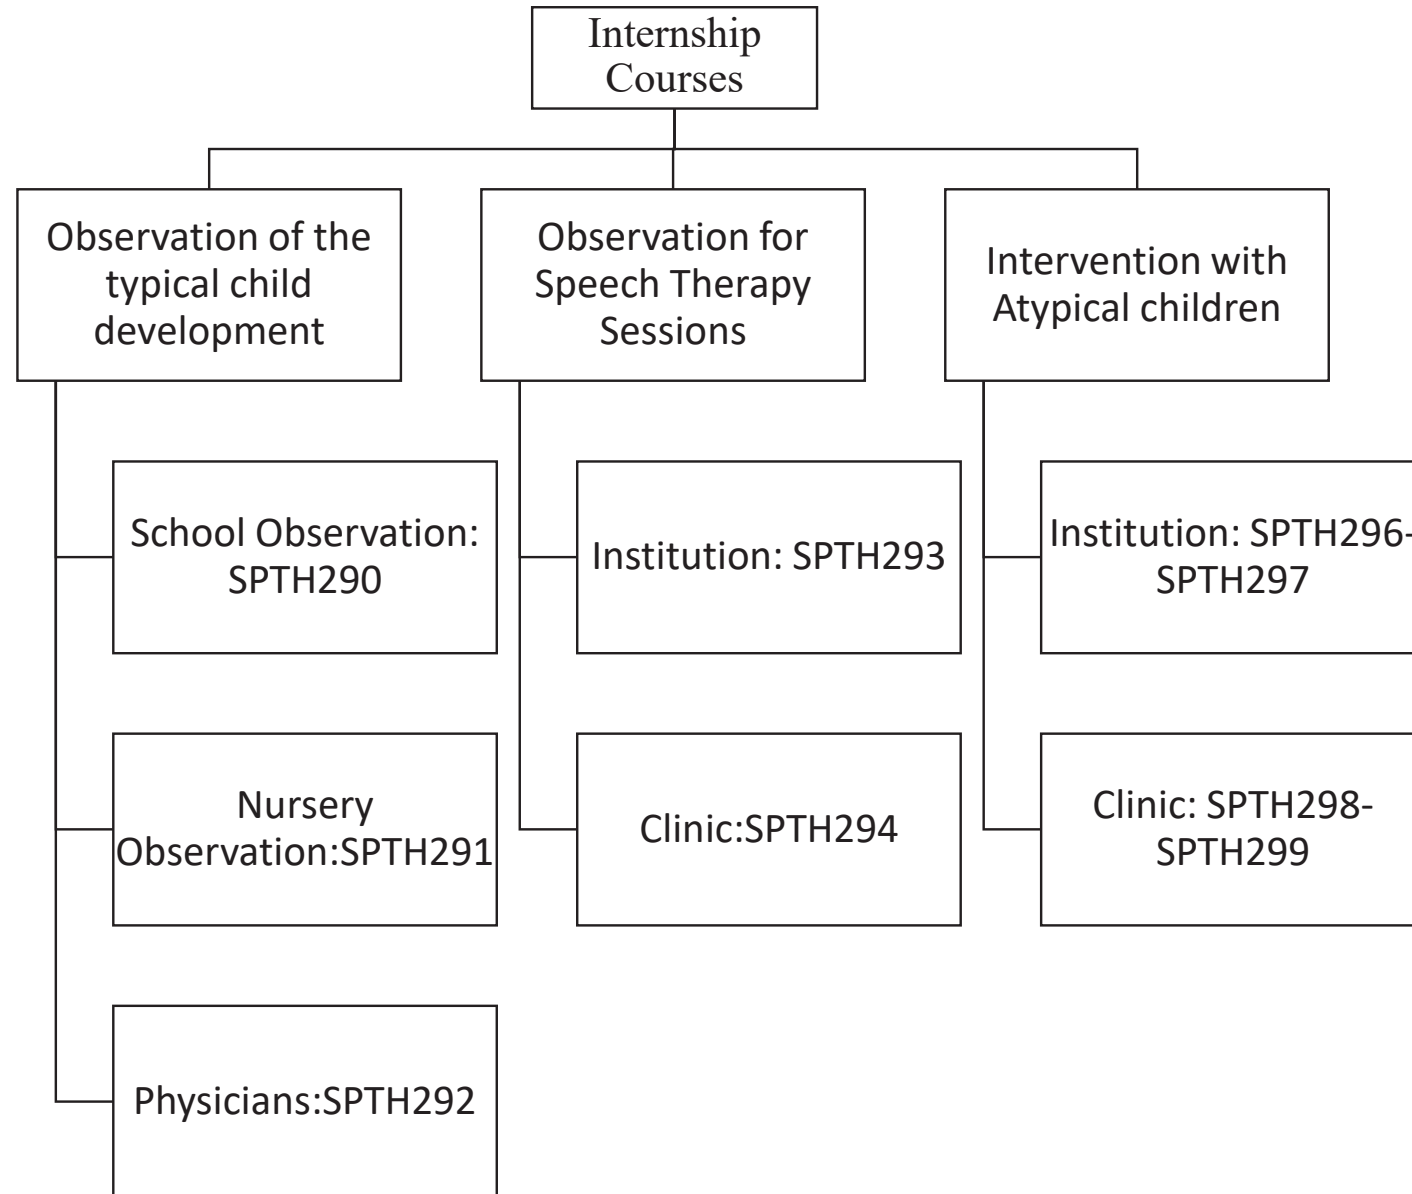 Internship
Courses
Observation of the
typical child
development
School Observation:
SPTH290
Nursery
Observation:SPTH291
Physicians:SPTH292
Observation for
Speech Therapy
Sessions
Institution: SPTH293
Clinic:SPTH294
Intervention with
Atypical children
Institution: SPTH296-
SPTH297
Clinic: SPTH298-
SPTH299